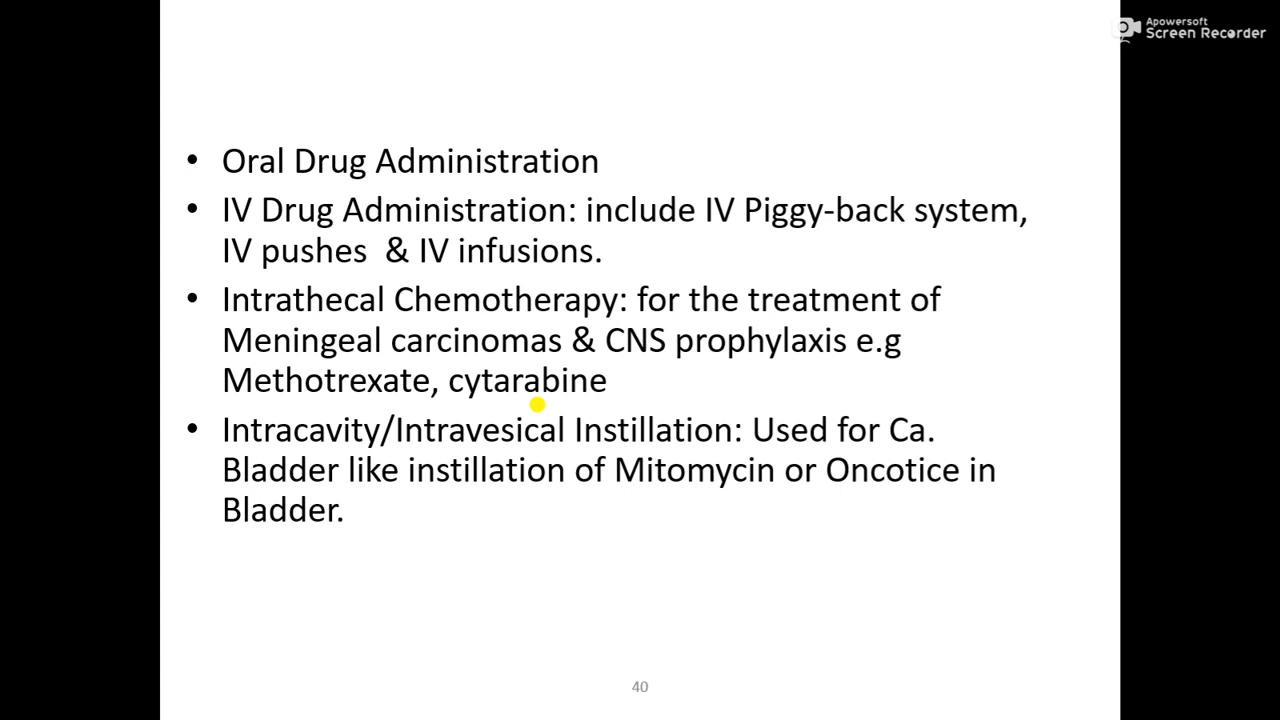 Apowersoft
Screen Recorder
• Oral Drug Administration
• IV Drug Administration: include IV Piggy-back system,
IV pushes & IV infusions.
• Intrathecal Chemotherapy: for the treatment of
Meningeal carcinomas & CNS prophylaxis e.g
Methotrexate, cytarabine
• Intracavity/Intravesical Instillation: Used for Ca.
Bladder like instillation of Mitomycin or Oncotice in
Bladder.
40